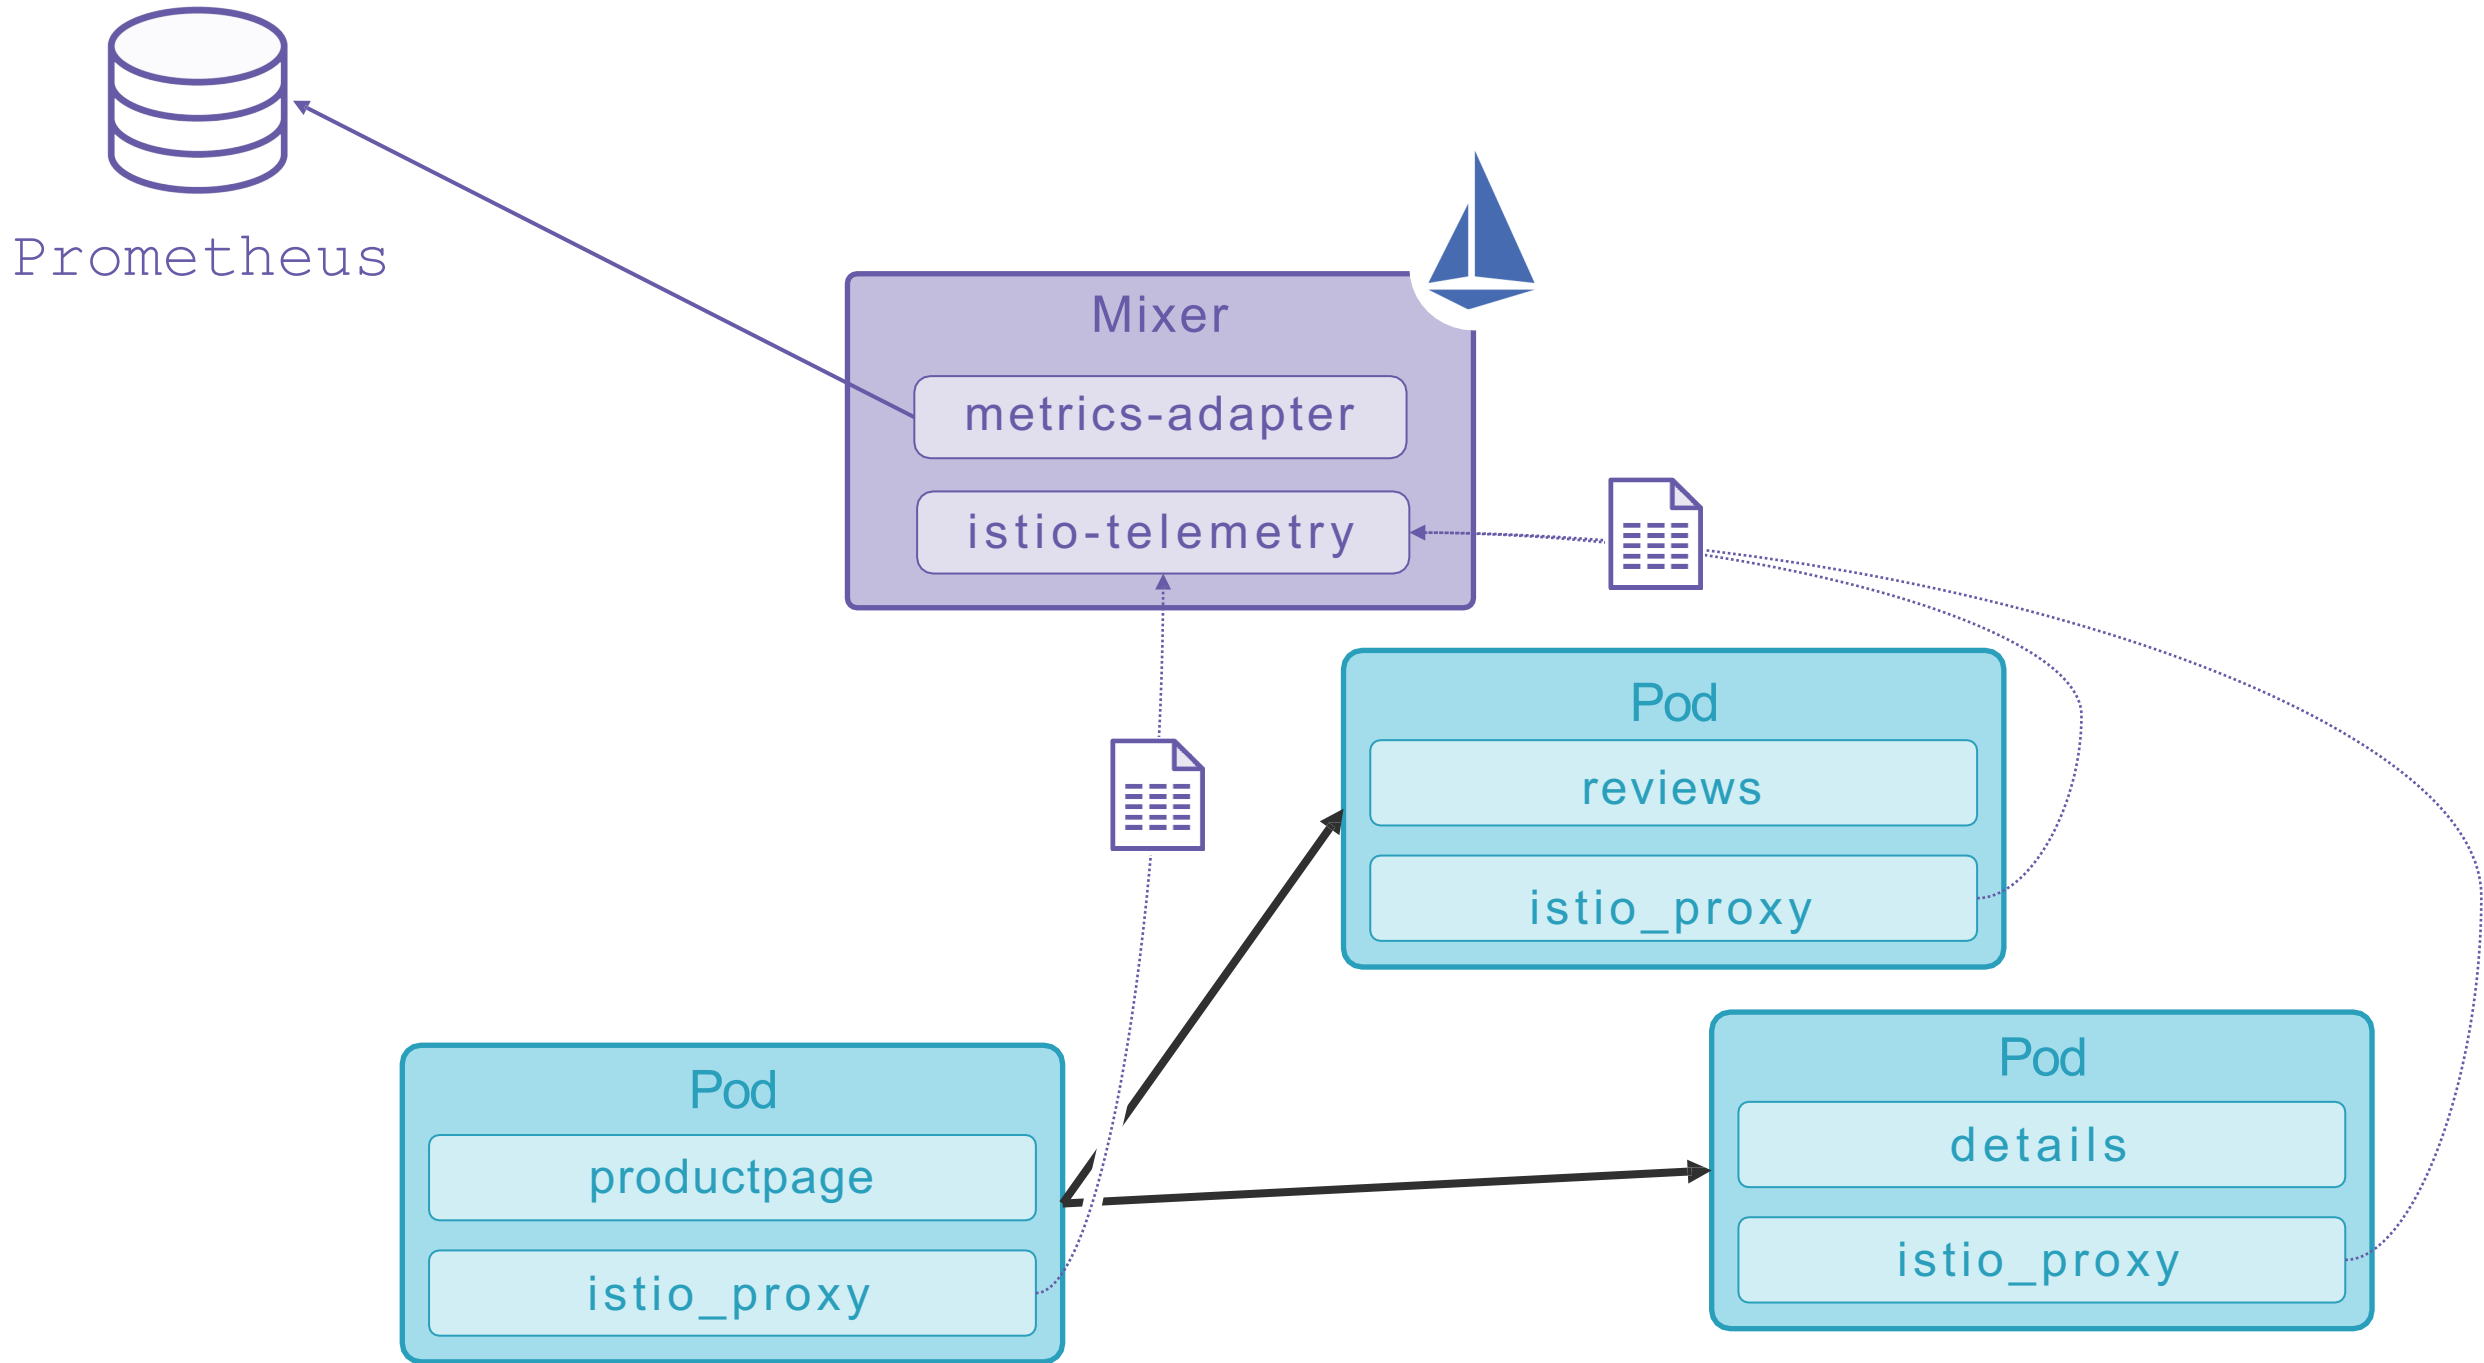 Prometheus
Mixer
metrics-adapter
istio-telemetry
Pod
reviews
istio_proxy
Pod
details
istio_proxy
Pod
productpage
istio_proxy